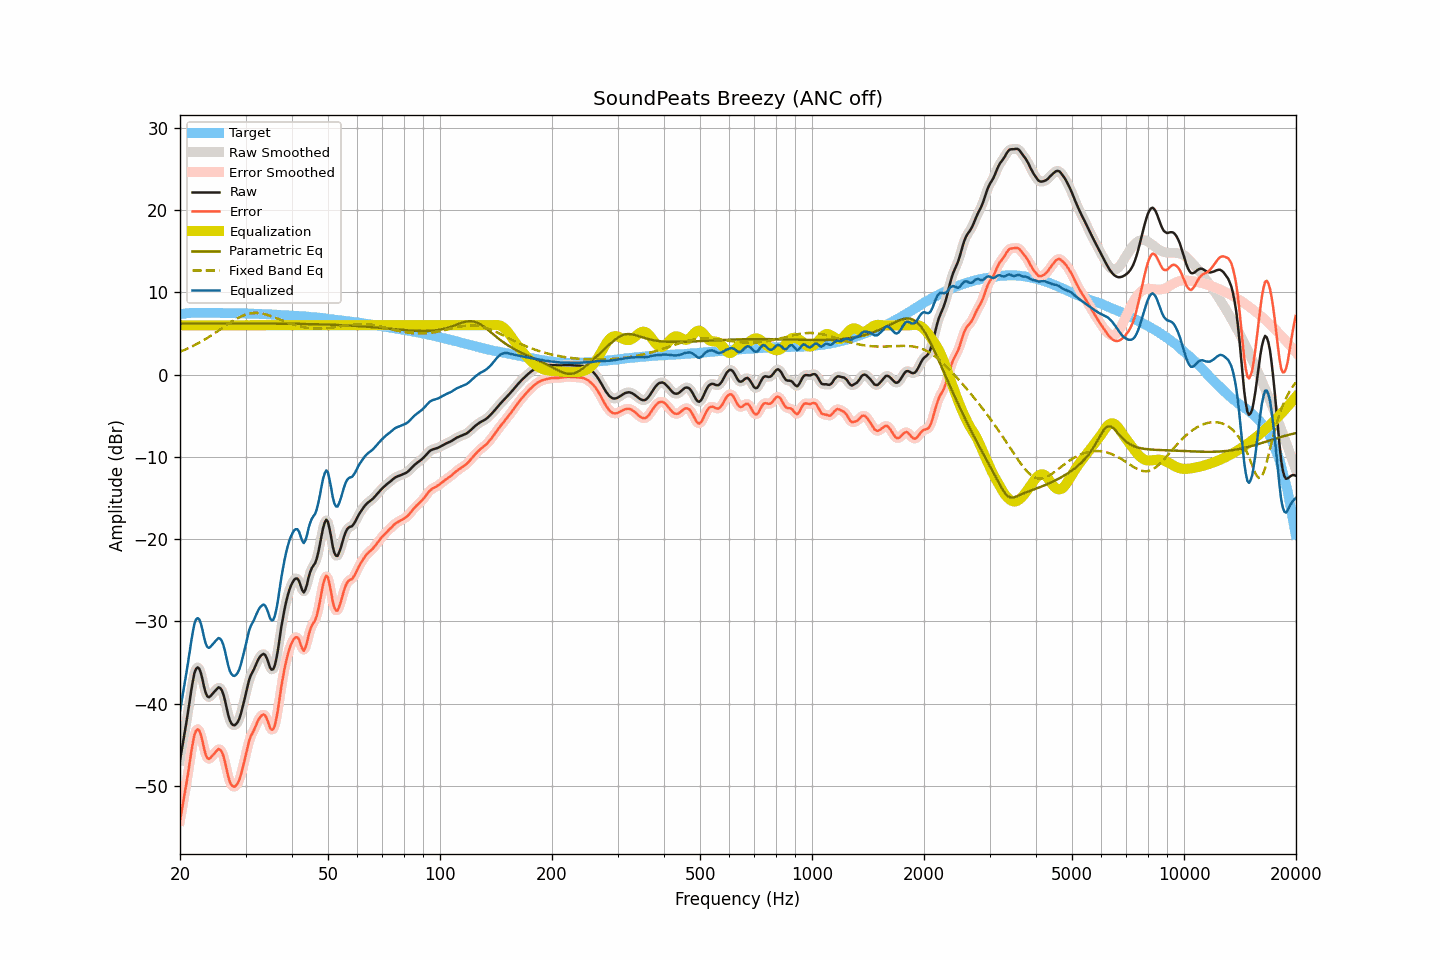 SoundPeats Breezy (ANC off)
30
20
10
0
−10
−20
−30
−40
−50
Amplitude (dBr)
Target
Raw Smoothed
Error Smoothed
Raw
Error
Equalization
Parametric Eq
Fixed Band Eq
Equalized
20 50 100 200 500 1000 2000 5000 10000 20000
Frequency (Hz)